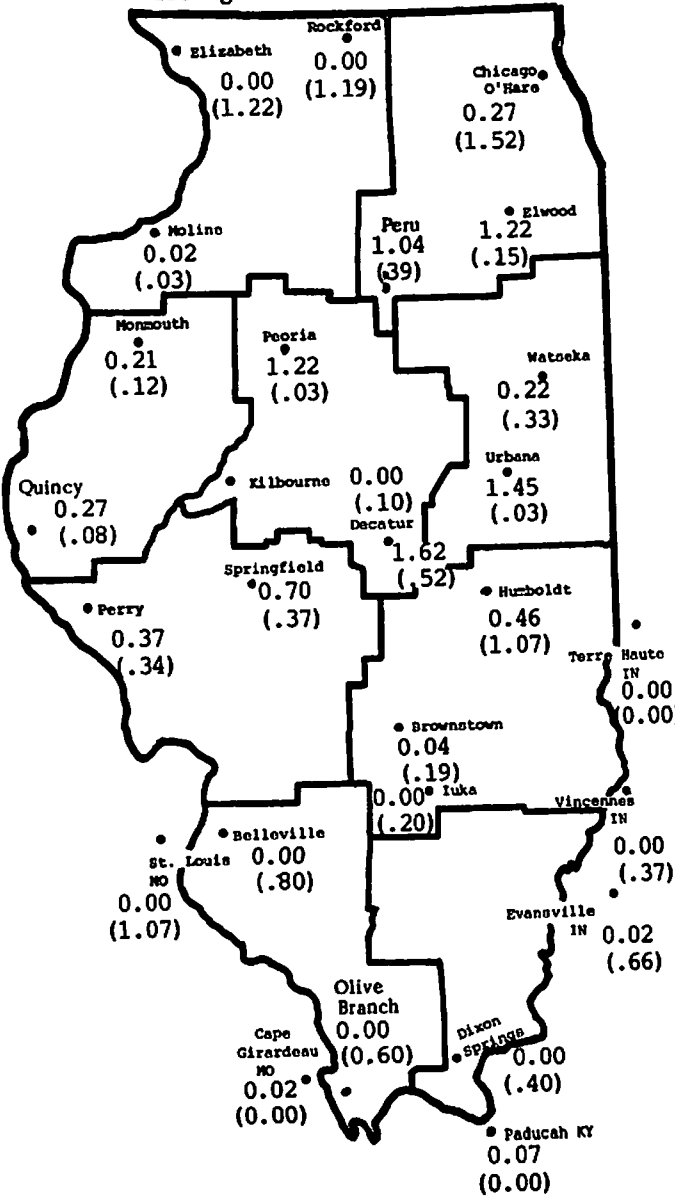 Rockford
0.00
(1.19)
Elizabeth
0.00
(1.22)
Chicago
O'Hare
0.27
(1.52)
Moline
0.02
(.03)
Peru
1.04
(.39)
Elwood
1.22
(.15)
Monmouth
0.21
(.12)
Peoria
1.22
(.03)
Watseka
0.22
(.33)
Quincy
0.27
(.08)
Kilbourne 0.00
(.10)
Urbana
1.45
(.03)
Decatur
1.62
(.52)
Springfield
0.70
(.37)
Perry
0.37
(.34)
Humboldt
0.46
(1.07)
Terre Haute
IN
0.00
(0.00)
Brownstown
0.04
(.19)
Iuka
0.00
(.20)
Vincennes
IN
0.00
(.37)
Belleville
0.00
(.80)
St. Louis
MO
0.00
(1.07)
Evansville
IN
0.02
(.66)
Olive
Branch
0.00
(0.60)
Cape
Girardeau
MO
0.02
(0.00)
Dixon
Springs
0.00
(.40)
Paducah KY
0.07
(0.00)